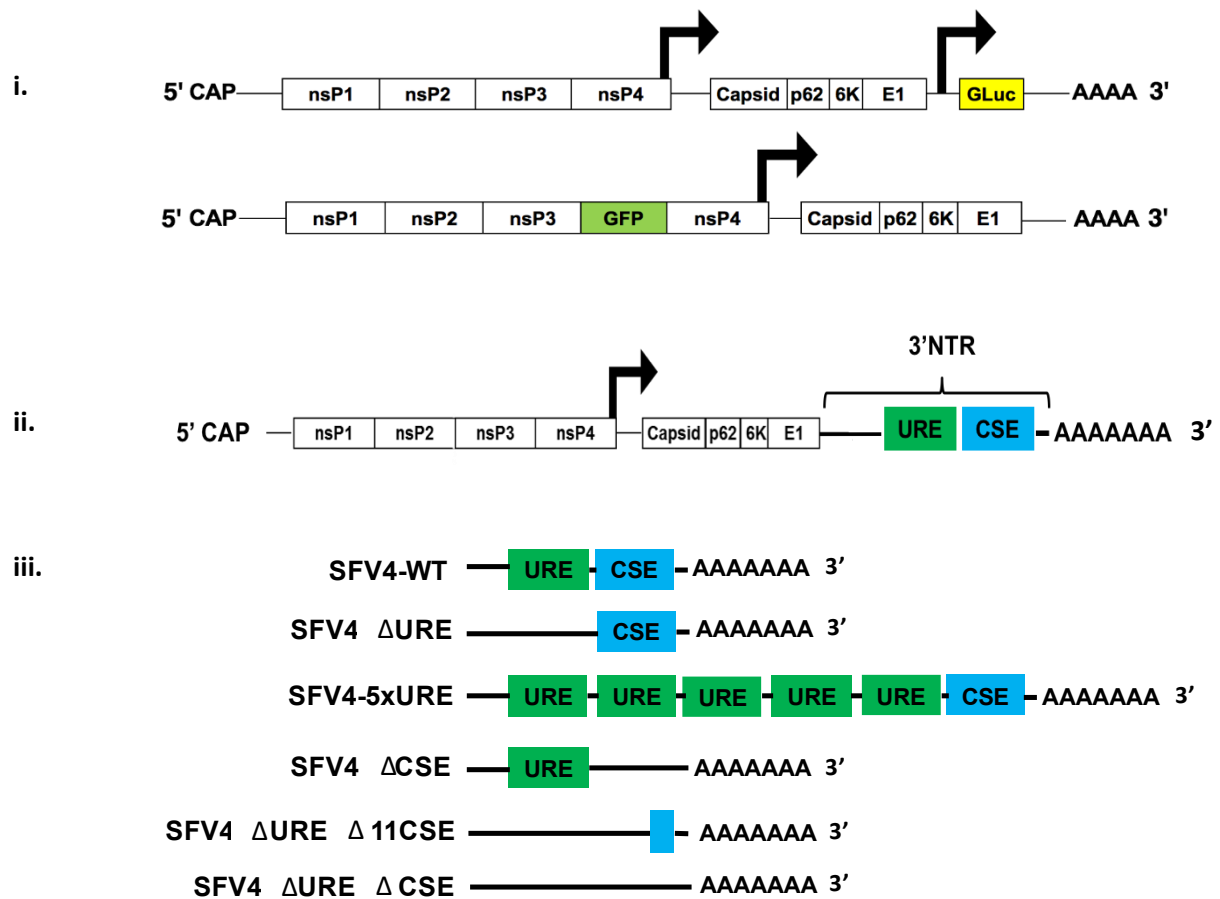 i.
5' CAP nsP1 nsP2 nsP3 nsP4 Capsid p62 6K E1 GLuc AAAA 3'
5' CAP nsP1 nsP2 nsP3 GFP nsP4 Capsid p62 6K E1 AAAA 3'
3'NTR
ii.
5' CAP nsP1 nsP2 nsP3 nsP4 Capsid p62 6K E1 URE CSE AAAAAAA 3'
iii.
SFV4-WT URE CSE AAAAAAA 3'
SFV4 ΔURE CSE AAAAAAA 3'
SFV4-5xURE URE URE URE URE URE CSE AAAAAAA 3'
SFV4 ΔCSE URE AAAAAAA 3'
SFV4 ΔURE Δ 11CSE AAAAAAA 3'
SFV4 ΔURE Δ CSE AAAAAAA 3'